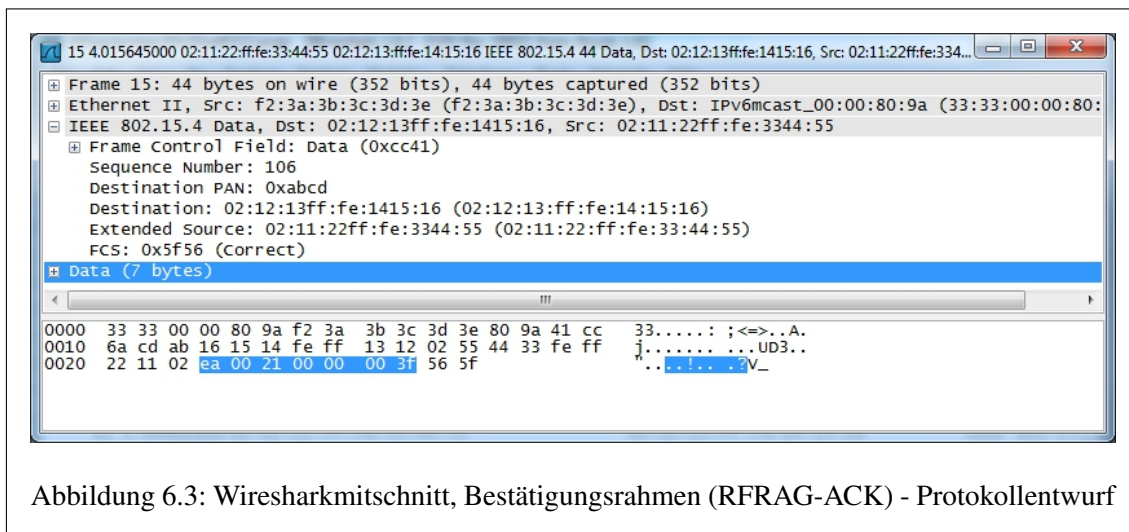 15 4.015645000 02:11:22:ff:fe:33:44:55 02:12:13:ff:fe:14:15:16 IEEE 802.15.4 44 Data, Dst: 02:12:13ff:fe:1415:16, Src: 02:11:22ff:fe:334...
Frame 15: 44 bytes on wire (352 bits), 44 bytes captured (352 bits)
Ethernet II, Src: f2:3a:3b:3c:3d:3e (f2:3a:3b:3c:3d:3e), Dst: IPv6mcast_00:00:80:9a (33:33:00:00:80:
IEEE 802.15.4 Data, Dst: 02:12:13ff:fe:1415:16, Src: 02:11:22ff:fe:3344:55
Frame Control Field: Data (0xcc41)
Sequence Number: 106
Destination PAN: 0xabcd
Destination: 02:12:13ff:fe:1415:16 (02:12:13:ff:fe:14:15:16)
Extended Source: 02:11:22ff:fe:3344:55 (02:11:22:ff:fe:33:44:55)
FCS: 0x5f56 (Correct)
Data (7 bytes)
0000 33 33 00 00 80 9a f2 3a 3b 3c 3d 3e 80 9a 41 cc 33.....: ;<=>..A.
0010 6a cd ab 16 15 14 fe ff 13 12 02 55 44 33 fe ff j....... ...UD3..
0020 22 11 02 ea 00 21 00 00 00 3f 56 5f "....!.. .?V_
Abbildung 6.3: Wiresharkmitschnitt, Bestätigungsrahmen (RFRAG-ACK) - Protokollentwurf